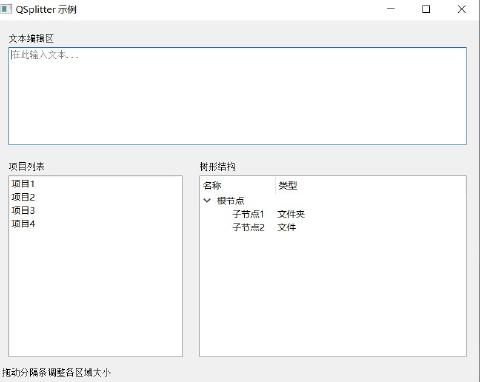 QSplitter 示例
文本编辑区
在此输入文本...
项目列表
项目1
项目2
项目3
项目4
树形结构
名称 类型
根节点
子节点1 文件夹
子节点2 文件
拖动分隔条调整各区域大小